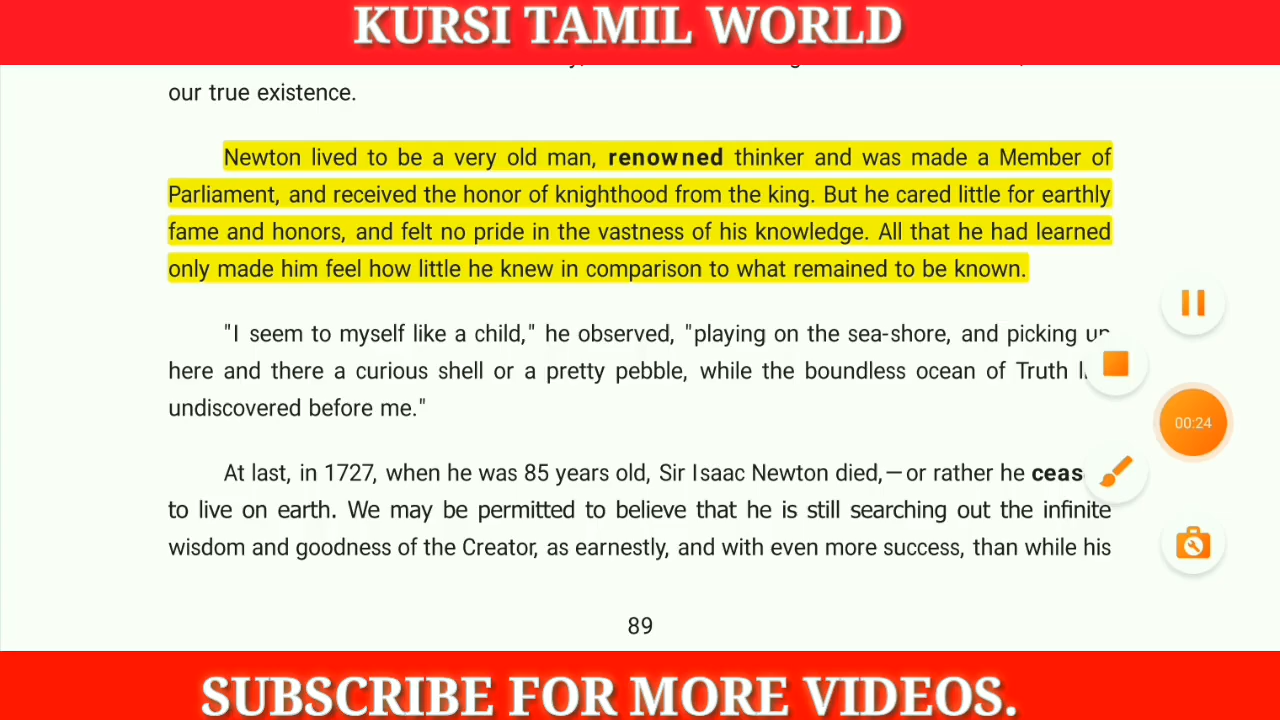 KURSI TAMIL WORLD
our true existence.
Newton lived to be a very old man, renowned thinker and was made a Member of
Parliament, and received the honor of knighthood from the king. But he cared little for earthly
fame and honors, and felt no pride in the vastness of his knowledge. All that he had learned
only made him feel how little he knew in comparison to what remained to be known.
"I seem to myself like a child," he observed, "playing on the sea-shore, and picking up
here and there a curious shell or a pretty pebble, while the boundless ocean of Truth
undiscovered before me."
00:24
At last, in 1727, when he was 85 years old, Sir Isaac Newton died,—or rather he ceas
to live on earth. We may be permitted to believe that he is still searching out the infinite
wisdom and goodness of the Creator, as earnestly, and with even more success, than while his
89
SUBSCRIBE FOR MORE VIDEOS.